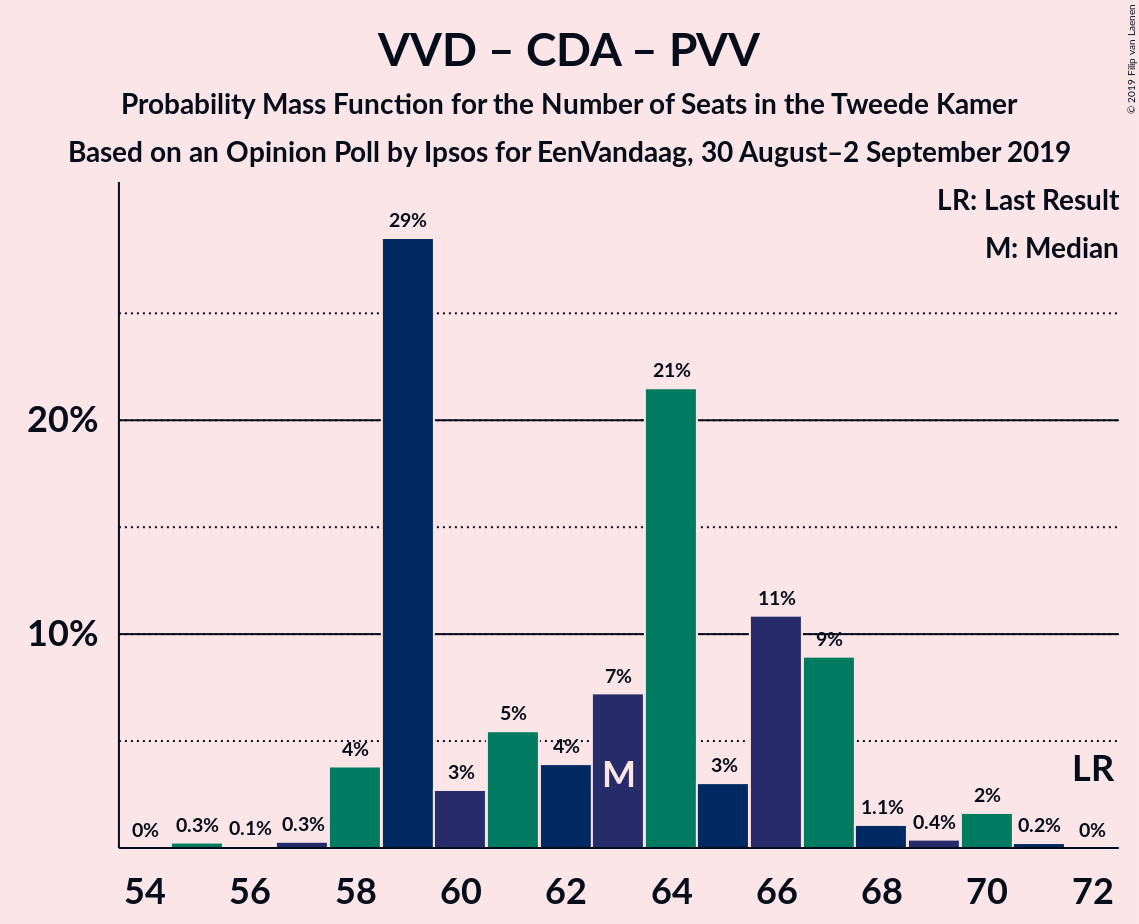 VVD – CDA – PVV
Probability Mass Function for the Number of Seats in the Tweede Kamer
Based on an Opinion Poll by Ipsos for EenVandaag, 30 August–2 September 2019
© 2019 Filip van Laenen
LR: Last Result
M: Median
29%
21%
20%
11%
10%
9%
7%
5%
4%
4%
3%
3%
M
LR
2%
1.1%
0%
0.3%
0.1%
0.3%
0.4%
0.2%
0%
54 56 58 60 62 64 66 68 70 72